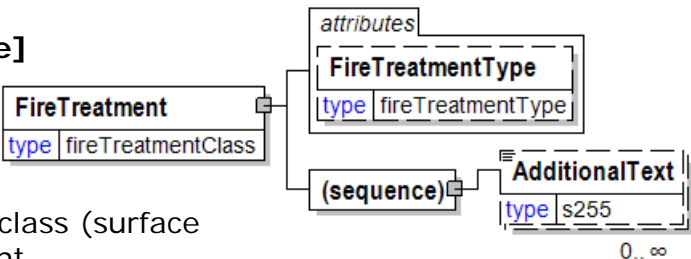 e]
attributes
FireTreatmentType
type fireTreatmentType
FireTreatment
type fireTreatmentClass
(sequence)
AdditionalText
type s255
0.. ∞
class (surface